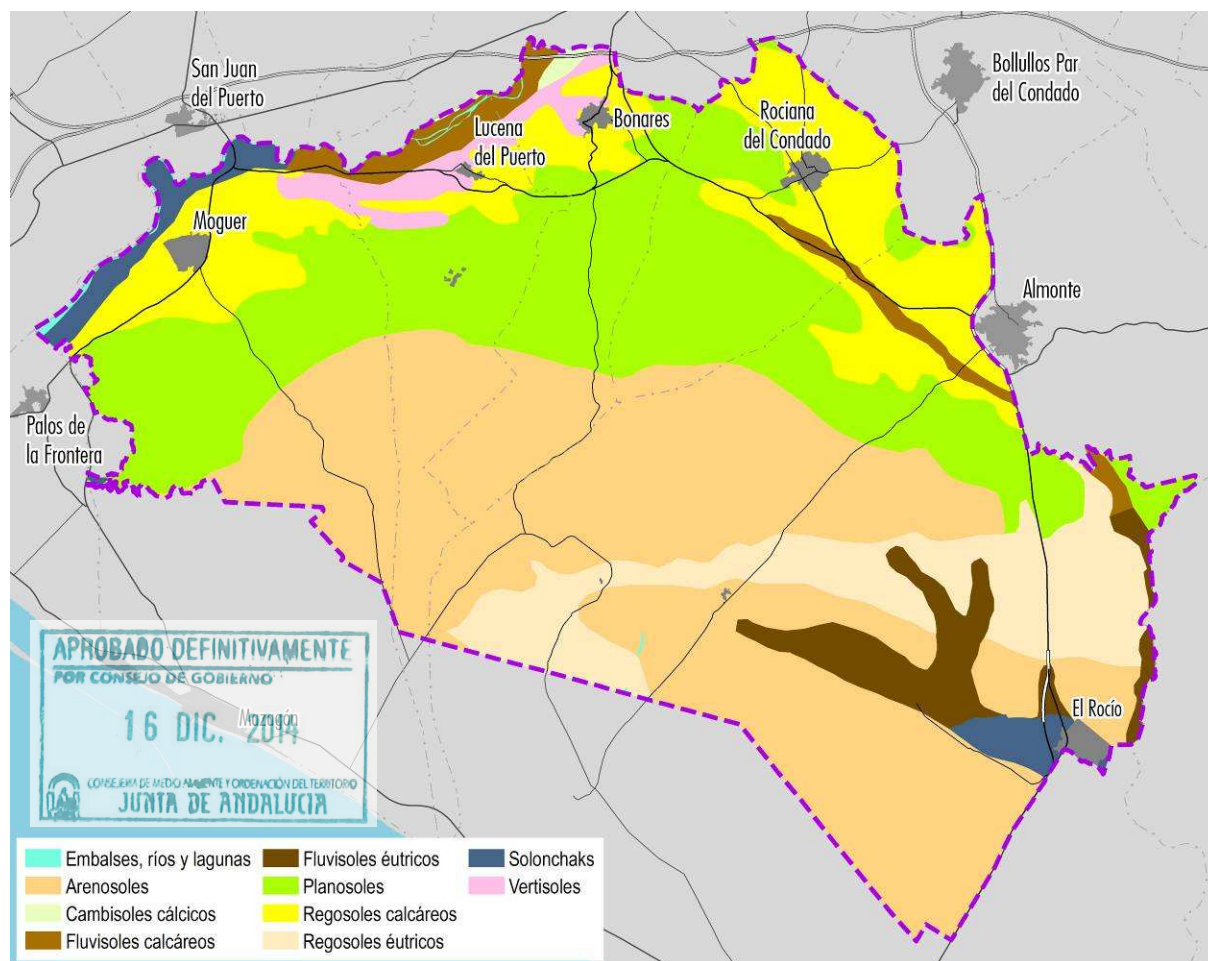 San Juan
del Puerto
Bollullos Par
del Condado
Lucena
del Puerto
Bonares
Rociana
del Condado
Moguer
Almonte
Palos de
la Frontera
El Rocío
Mazagón
APROBADO DEFINITIVAMENTE
POR CONSEJO DE GOBIERNO
16 DIC. 2014
CONSEJERIA DE MEDIO AMBIENTE Y ORDENACIÓN DEL TERRITORIO
JUNTA DE ANDALUCIA
Embalses, ríos y lagunas
Arenosoles
Cambisoles cálcicos
Fluvisoles calcáreos
Fluvisoles éutricos
Planosoles
Regosoles calcáreos
Regosoles éutricos
Solonchaks
Vertisoles